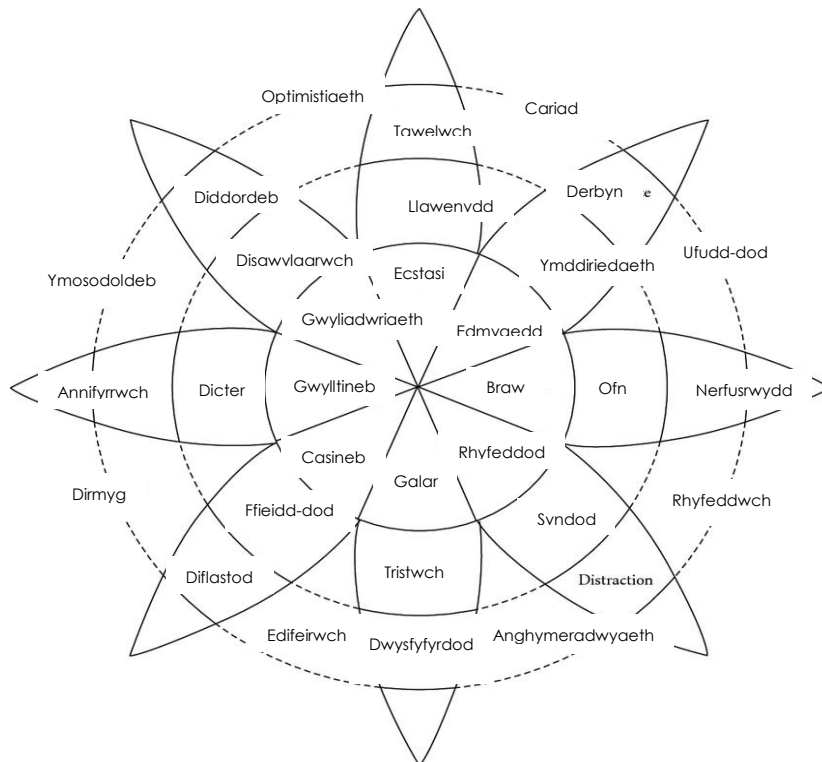 Optimistiaeth
Cariad
Tawelwch
Diddordeb
Derbyn
Llawenydd
Ufudd-dod
Disgwylgarwch
Ecstasi
Ymddiriedaeth
Ymosodoldeb
Gwyliadwriaeth
Edmygedd
Annifyrrwch
Dicter
Gwylltineb
Braw
Ofn
Nerfusrwydd
Casineb
Rhyfeddod
Galar
Dirmyg
Rhyfeddwch
Ffieidd-dod
Syndod
Diflastod
Tristwch
Distraction
Edifeirwch
Dwysfyfyrdod
Anghymeradwyaeth